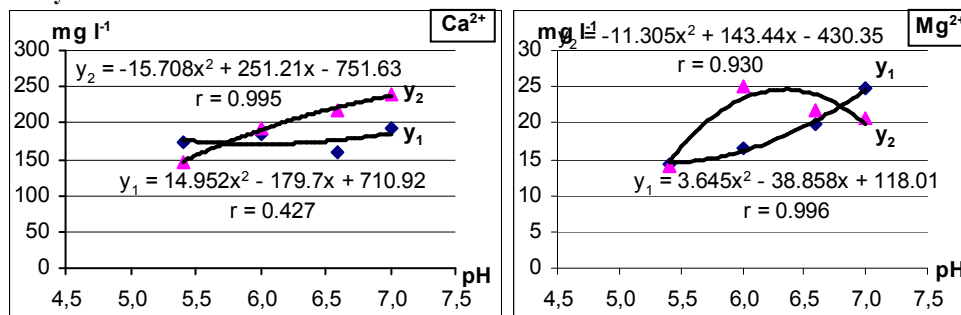 mg l-1
Ca2+
300
y2 = -15.708x2 + 251.21x - 751.63
250
r = 0.995
y2
200
y1
150
y1 = 14.952x2 - 179.7x + 710.92
100
r = 0.427
50
0
pH
4,5 5,0 5,5 6,0 6,5 7,0 7,5
mg l-1
Mg2+
30
y2 = -11.305x2 + 143.44x - 430.35
r = 0.930
y1
25
20
y2
15
y1 = 3.645x2 - 38.858x + 118.01
10
r = 0.996
5
0
pH
4,5 5,0 5,5 6,0 6,5 7,0 7,5